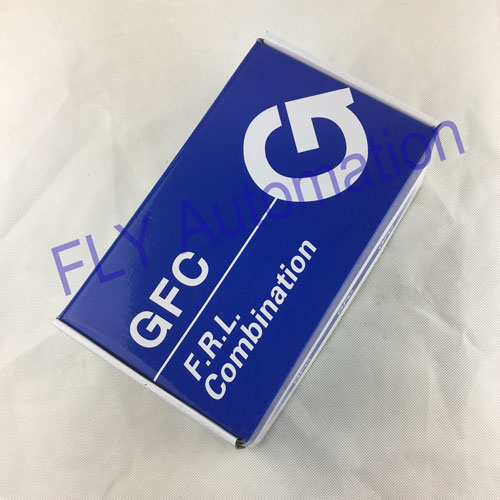 G
GFC
F.R.L.
Combination
FLY Automation